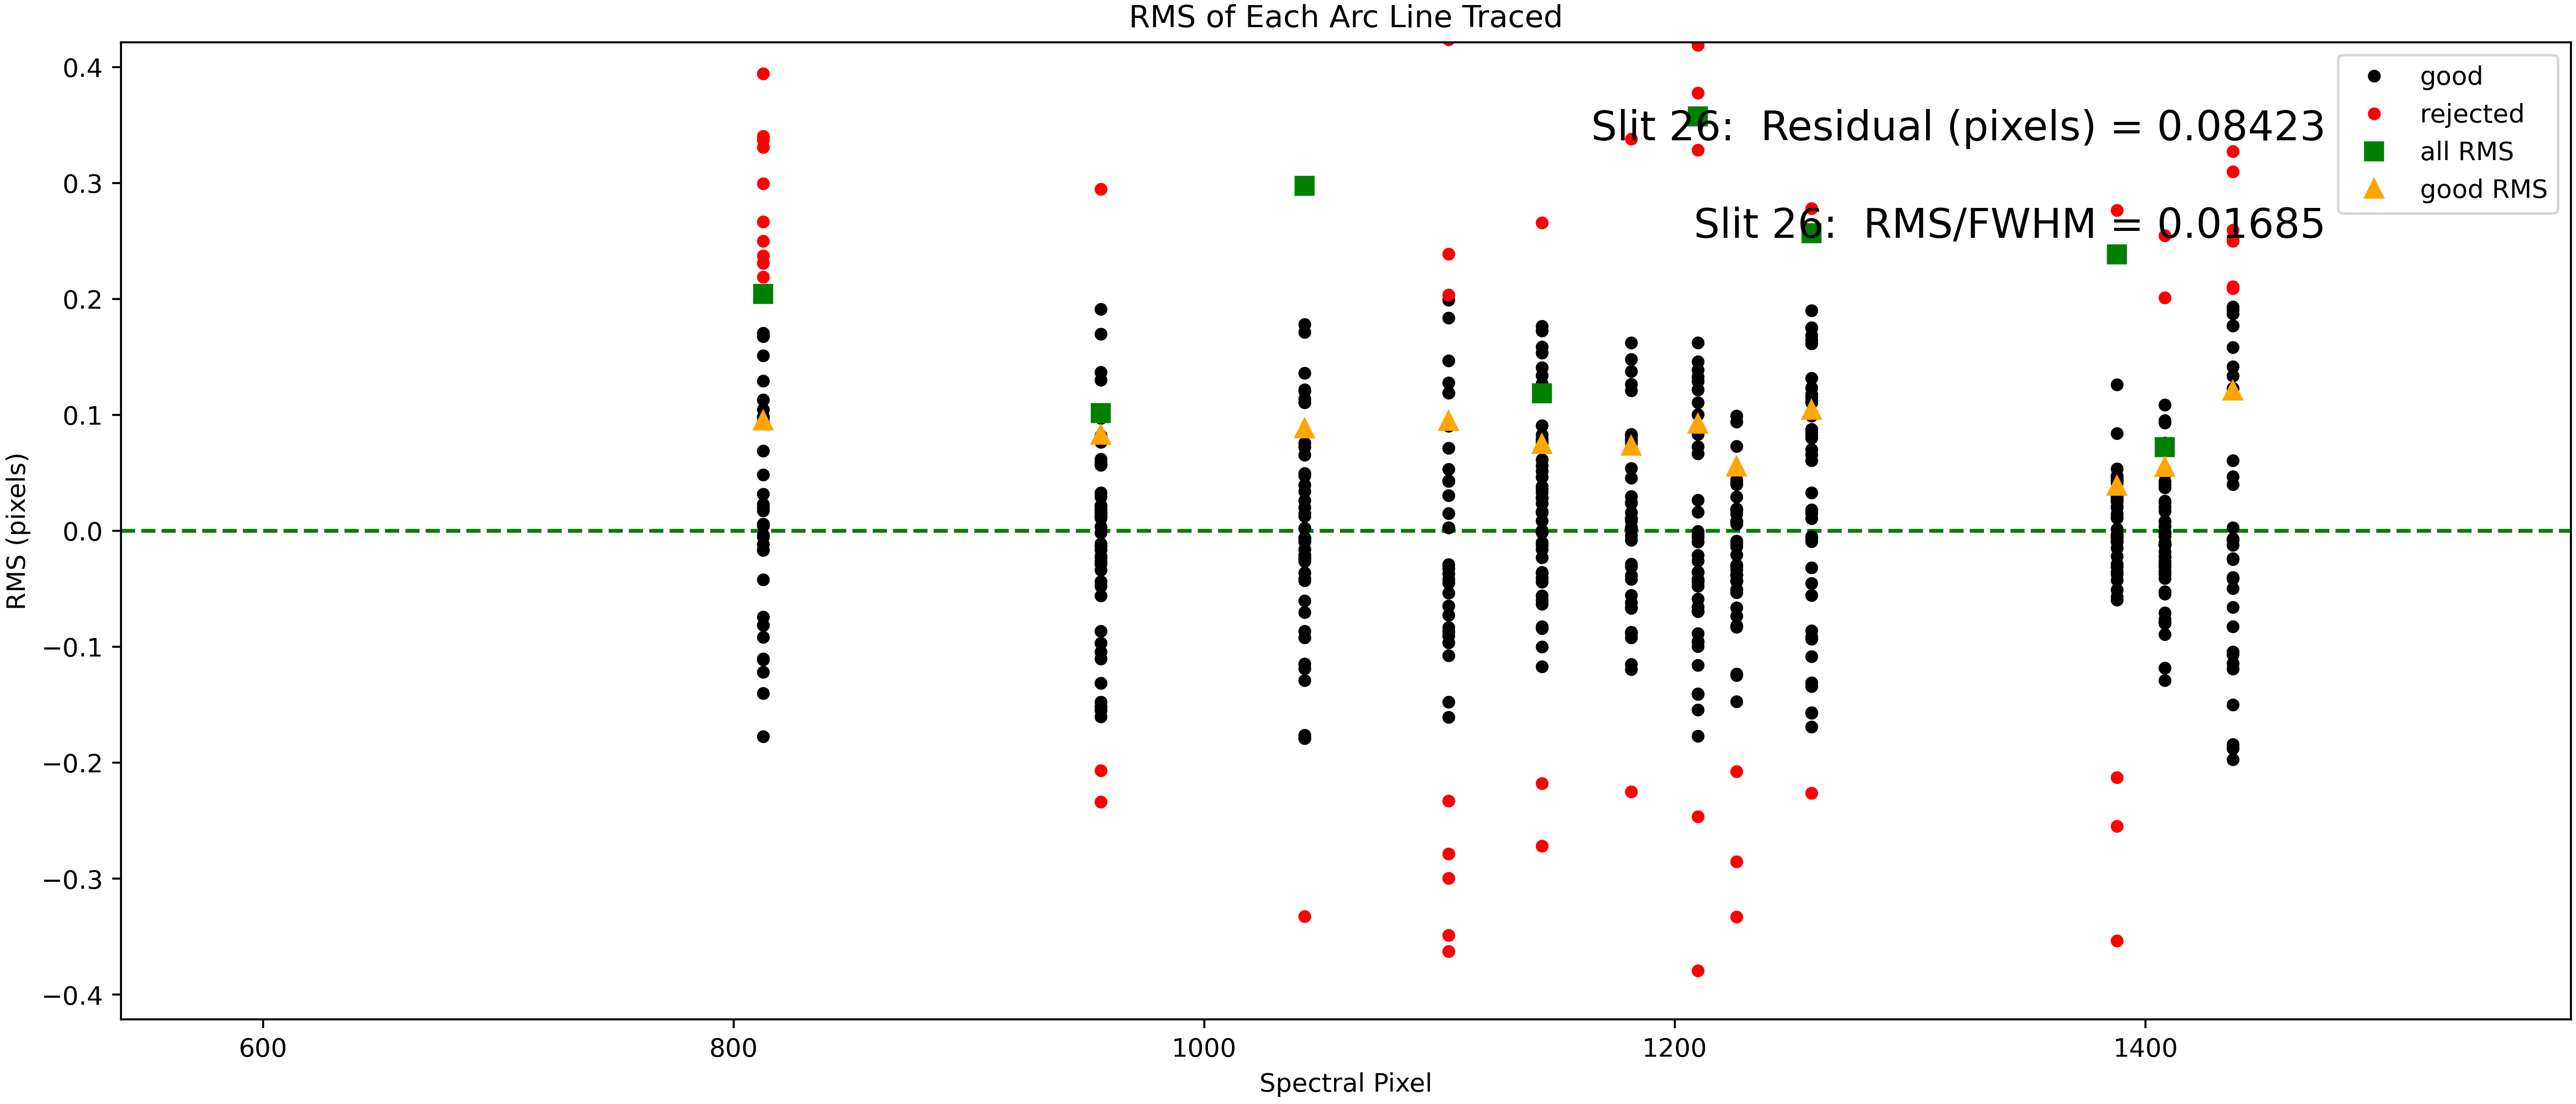 RMS of Each Arc Line Traced
good
rejected
all RMS
good RMS
Slit 26:  Residual (pixels) = 0.08423
Slit 26:  RMS/FWHM = 0.01685
RMS (pixels)
0.4
0.3
0.2
0.1
0.0
−0.1
−0.2
−0.3
−0.4
600
800
1000
1200
1400
Spectral Pixel